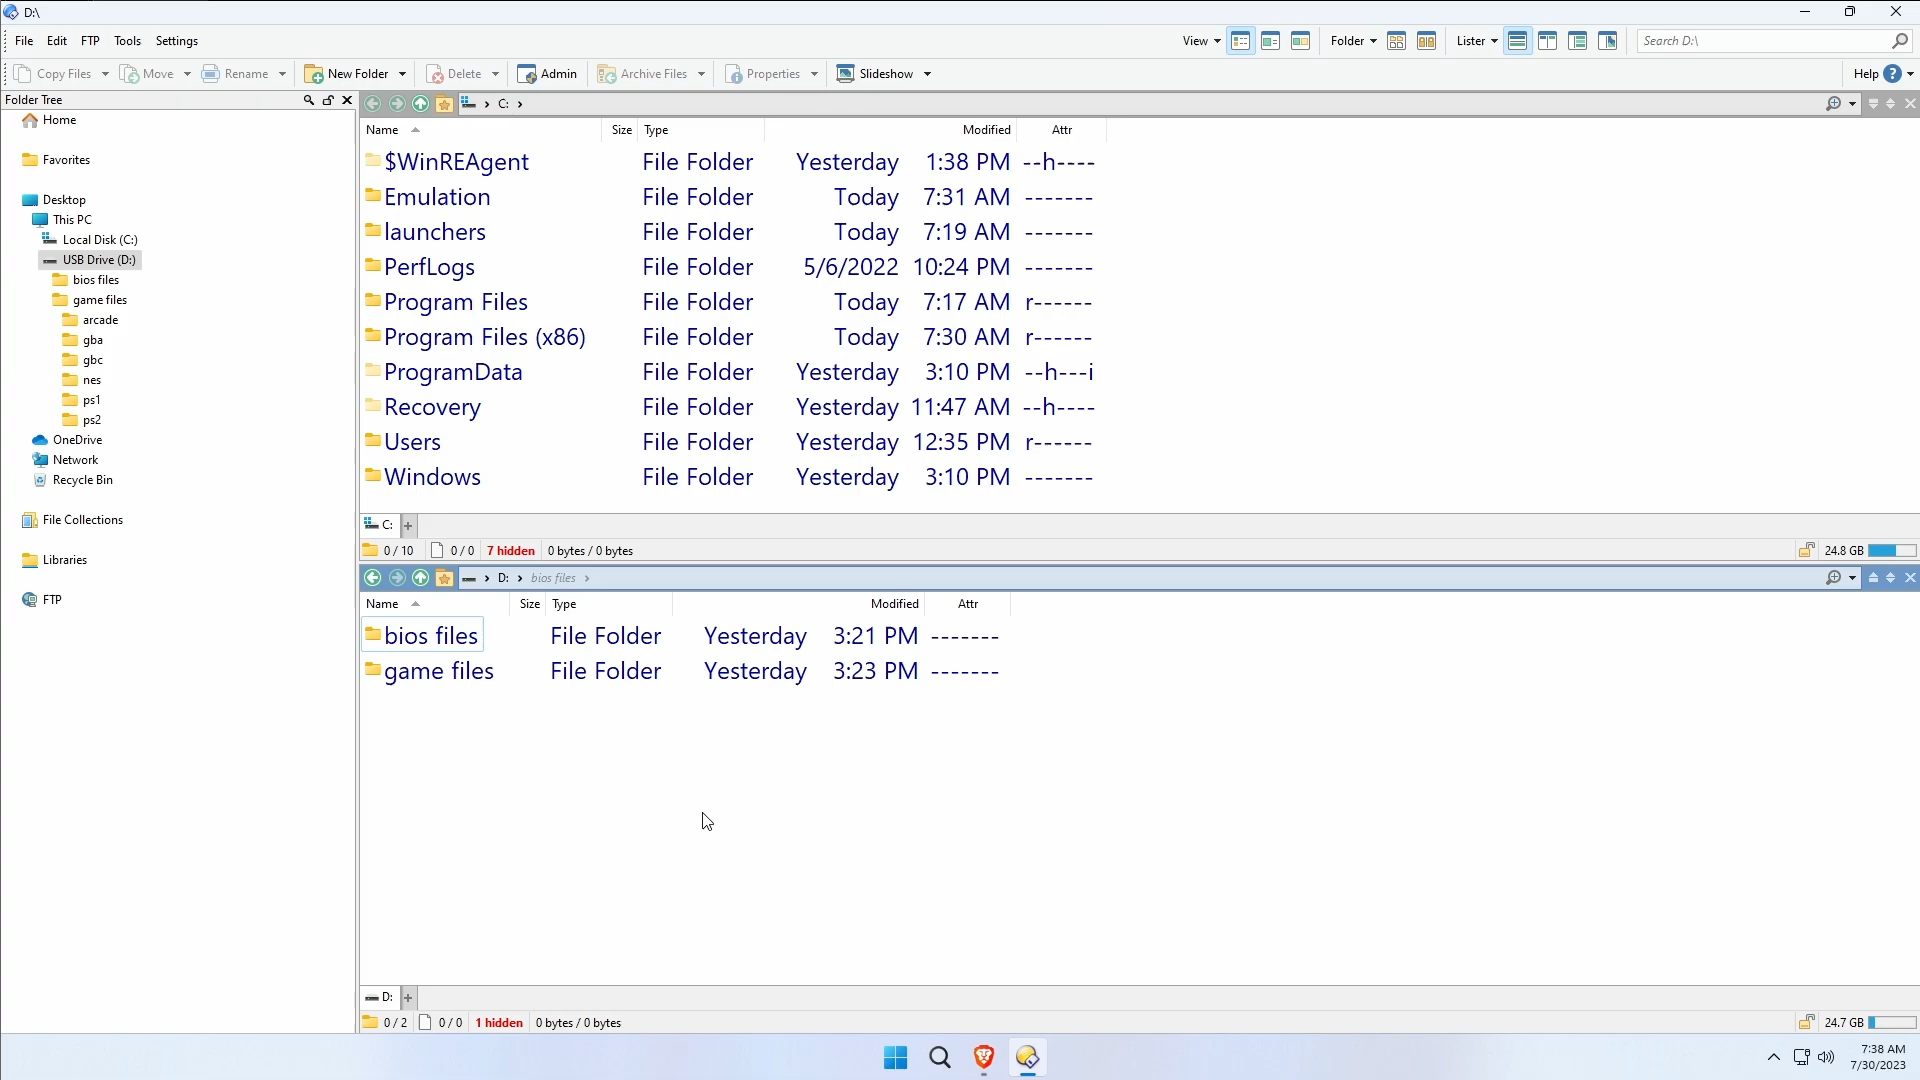 D:\
File Edit FTP Tools Settings
View Folder Lister Search D:\
Copy Files Move Rename New Folder Delete Admin Archive Files Properties Slideshow Help ?
Folder Tree
Home
Favorites
Desktop
This PC
Local Disk (C:)
USB Drive (D:)
bios files
game files
arcade
gba
gbc
nes
ps1
ps2
OneDrive
Network
Recycle Bin
File Collections
Libraries
FTP
C:
Name Size Type Modified Attr
$WinREAgent File Folder Yesterday 1:38 PM --h----
Emulation File Folder Today 7:31 AM -------
launchers File Folder Today 7:19 AM -------
PerfLogs File Folder 5/6/2022 10:24 PM -------
Program Files File Folder Today 7:17 AM r------
Program Files (x86) File Folder Today 7:30 AM r------
ProgramData File Folder Yesterday 3:10 PM --h---i
Recovery File Folder Yesterday 11:47 AM --h----
Users File Folder Yesterday 12:35 PM r------
Windows File Folder Yesterday 3:10 PM -------
C: +
0 / 10 0 / 0 7 hidden 0 bytes / 0 bytes 24.8 GB
D: bios files
Name Size Type Modified Attr
bios files File Folder Yesterday 3:21 PM -------
game files File Folder Yesterday 3:23 PM -------
D: +
0 / 2 0 / 0 1 hidden 0 bytes / 0 bytes 24.7 GB
7:38 AM
7/30/2023